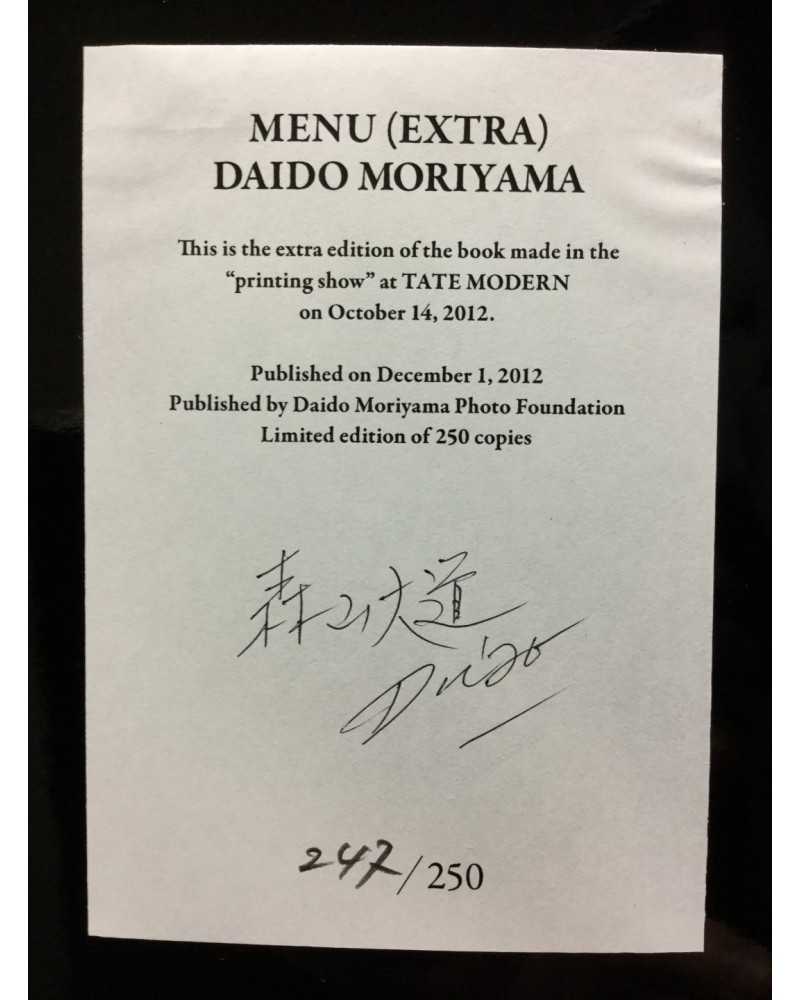 MENU (EXTRA)
DAIDO MORIYAMA
This is the extra edition of the book made in the
“printing show” at TATE MODERN
on October 14, 2012.
Published on December 1, 2012
Published by Daido Moriyama Photo Foundation
Limited edition of 250 copies
森山大道
Daido
247/250